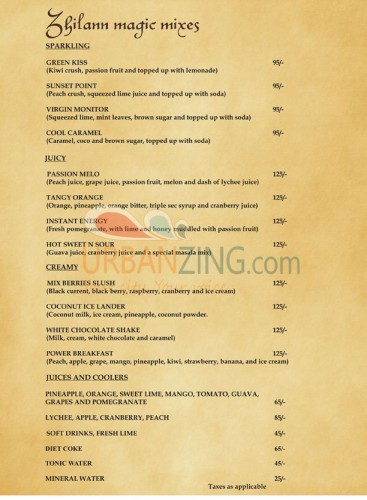 Zhilann magic mixes
SPARKLING
GREEN KISS 95/-
(Kiwi crush, passion fruit and topped up with lemonade)
SUNSET POINT 95/-
(Peach crush, squeezed lime juice and topped up with soda)
VIRGIN MONITOR 95/-
(Squeezed lime, mint leaves, brown sugar and topped up with soda)
COOL CARAMEL 95/-
(Caramel, coco and brown sugar, topped up with soda)
JUICY
PASSION MELO 125/-
(Peach juice, grape juice, passion fruit, melon and dash of lychee juice)
TANGY ORANGE 125/-
(Orange, pineapple, orange bitter, triple sec syrup and cranberry juice)
INSTANT ENERGY 125/-
(Fresh pomegranate, with lime and honey muddled with passion fruit)
HOT SWEET N SOUR 125/-
(Guava juice, cranberry juice and a special masala mix)
URBANZING.com
CREAMY
MIX BERRIES SLUSH 125/-
(Black current, black berry, raspberry, cranberry and ice cream)
COCONUT ICE LANDER 125/-
(Coconut milk, ice cream, pineapple, coconut powder.
WHITE CHOCOLATE SHAKE 125/-
(Milk, cream, white chocolate and caramel)
POWER BREAKFAST 125/-
(Peach, apple, grape, mango, pineapple, kiwi, strawberry, banana, and ice cream)
JUICES AND COOLERS
PINEAPPLE, ORANGE, SWEET LIME, MANGO, TOMATO, GUAVA,
GRAPES AND POMEGRANATE 65/-
LYCHEE, APPLE, CRANBERRY, PEACH 85/-
SOFT DRINKS, FRESH LIME 45/-
DIET COKE 65/-
TONIC WATER 45/-
MINERAL WATER 25/-
Taxes as applicable